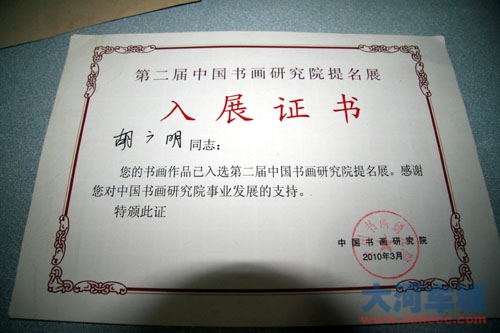 第二届中国书画研究院提名展
入展证书
胡广明同志：
您的书画作品已入选第二届中国书画研究院提名展。感谢
您对中国书画研究院事业发展的支持。
特颁此证
中国书画研究院
2010年3月
大河车城